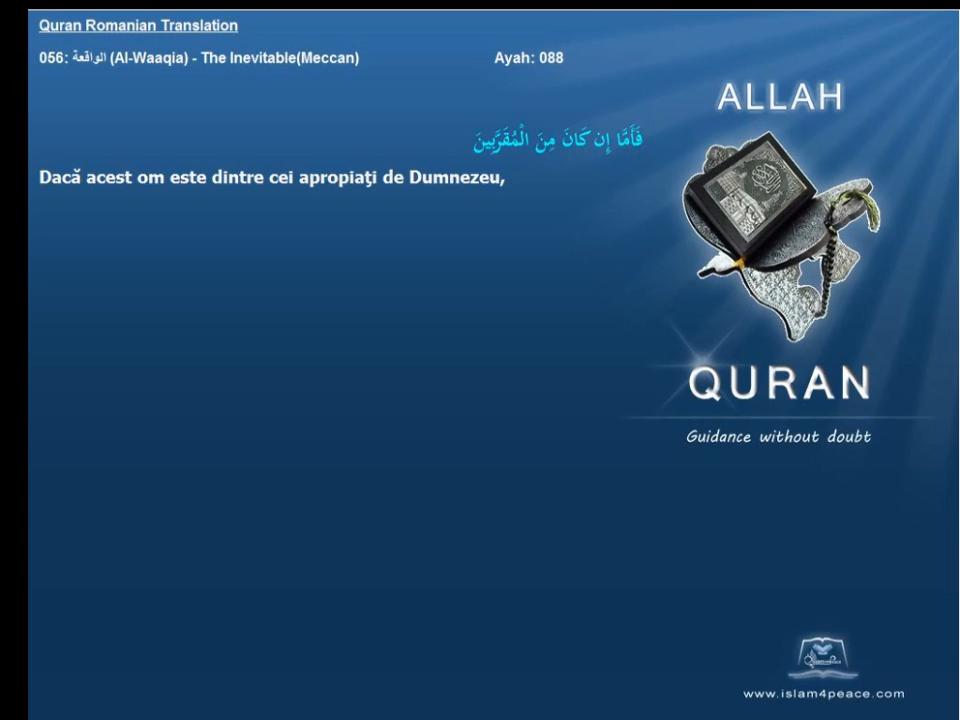 Quran Romanian Translation
056: الواقعة (Al-Waaqia) - The Inevitable(Meccan) Ayah: 088
ALLAH
فَأَمَّا إِن كَانَ مِنَ الْمُقَرَّبِينَ
Dacă acest om este dintre cei apropiaţi de Dumnezeu,
QURAN
Guidance without doubt
www.islam4peace.com